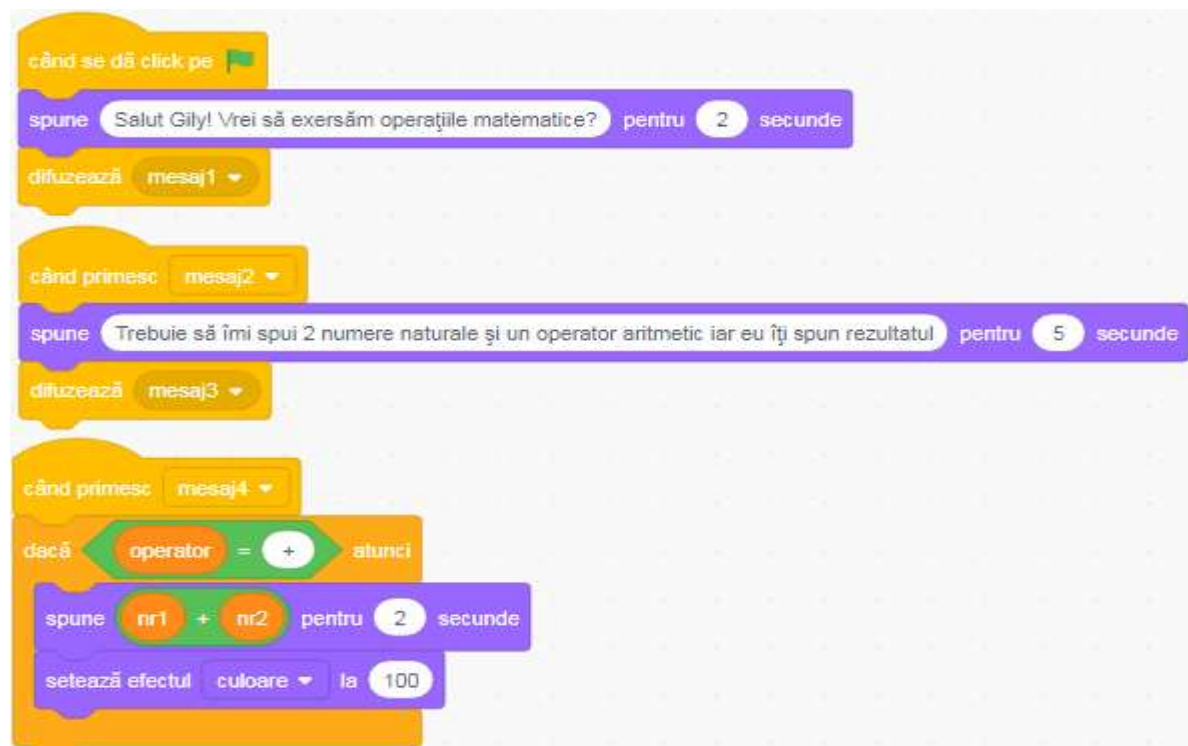 când se dă click pe
spune Salut Gily! Vrei să exersăm operaţiile matematice? pentru 2 secunde
difuzează mesaj1
când primesc mesaj2
spune Trebuie să îmi spui 2 numere naturale şi un operator aritmetic iar eu îţi spun rezultatul pentru 5 secunde
difuzează mesaj3
când primesc mesaj4
dacă operator = + atunci
spune nr1 + nr2 pentru 2 secunde
setează efectul culoare la 100